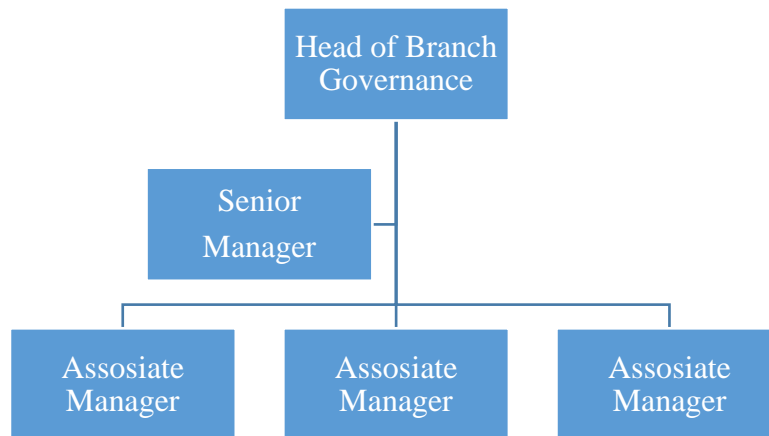 Head of Branch
Governance
Senior
Manager
Assosiate
Manager
Assosiate
Manager
Assosiate
Manager